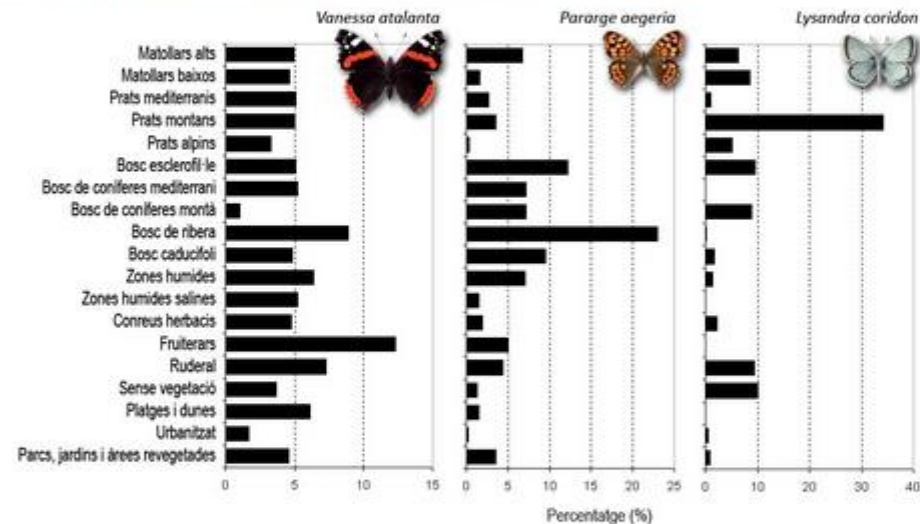 Vanessa atalanta
Pararge aegeria
Lysandra coridon
Matollars alts
Matollars baixos
Prats mediterranis
Prats montans
Prats alpins
Bosc esclerofil·le
Bosc de coníferes mediterrani
Bosc de coníferes montà
Bosc de ribera
Bosc caducifoli
Zones humides
Zones humides salines
Conreus herbacis
Fruiterars
Ruderal
Sense vegetació
Platges i dunes
Urbanitzat
Parcs, jardins i àrees revegetades
0 5 10 15
0 5 10 15 20 25
0 10 20 30 40
Percentatge (%)